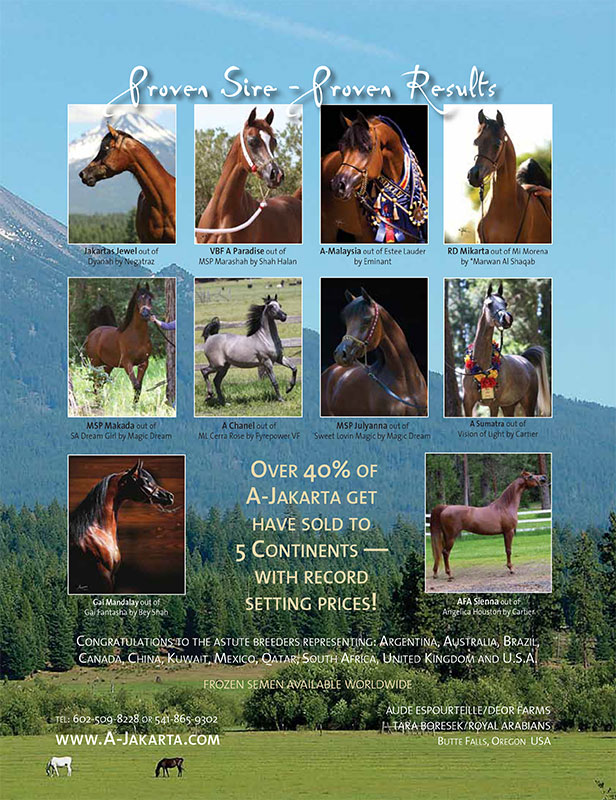 Proven Sire - Proven Results
Jakartas Jewel out of
Dyonah by Negatraz
VBF A Paradise out of
MSP Marashah by Shah Halan
A-Malaysia out of Estee Lauder
by Eminant
RD Mikarta out of Mi Morena
by *Marwan Al Shaqab
MSP Makada out of
SA Dream Girl by Magic Dream
A Chanel out of
ML Cerra Rose by Fyrepower VF
MSP Julyanna out of
Sweet Lovin Magic by Magic Dream
A Sumatra out of
Vision of Light by Cartier
Gai Mandalay out of
Gai Fantasha by Bey Shah
Over 40% of
A-Jakarta get
have sold to
5 Continents —
with record
setting prices!
AFA Sienna out of
Angelica Houston by Cartier
Congratulations to the astute breeders representing: Argentina, Australia, Brazil,
Canada, China, Kuwait, Mexico, Qatar, South Africa, United Kingdom and U.S.A.
FROZEN SEMEN AVAILABLE WORLDWIDE
TEL: 602-509-8228 OR 541-865-9302
www.A-Jakarta.com
AUDE ESPOURTEILLE/DEOR FARMS
TARA BORESEK/ROYAL ARABIANS
Butte Falls, Oregon USA